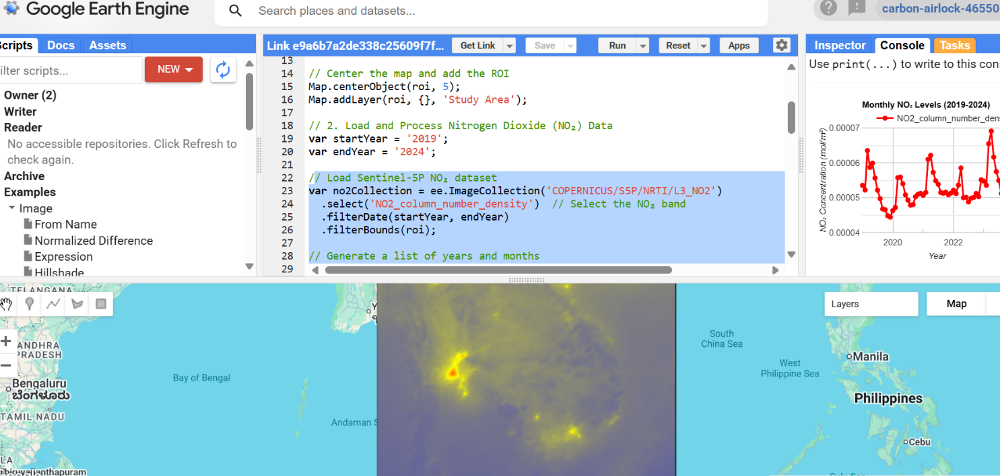 Google Earth Engine
Search places and datasets...
carbon-airlock-46550
Scripts Docs Assets
ilter scripts...
NEW
Owner (2)
Writer
Reader
No accessible repositories. Click Refresh to
check again.
Archive
Examples
Image
From Name
Normalized Difference
Expression
Hillshade
Link e9a6b7a2de338c25609f7f...
Get Link
Save
Run
Reset
Apps
13
14 // Center the map and add the ROI
15 Map.centerObject(roi, 5);
16 Map.addLayer(roi, {}, 'Study Area');
17
18 // 2. Load and Process Nitrogen Dioxide (NO₂) Data
19 var startYear = '2019';
20 var endYear = '2024';
21
22 // Load Sentinel-5P NO₂ dataset
23 var no2Collection = ee.ImageCollection('COPERNICUS/S5P/NRTI/L3_NO2')
24 .select('NO2_column_number_density') // Select the NO₂ band
25 .filterDate(startYear, endYear)
26 .filterBounds(roi);
27
28 // Generate a list of years and months
29
Inspector Console Tasks
Use print(...) to write to this con
Monthly NO₂ Levels (2019-2024)
NO2_column_number_den
NO₂ Concentration (mol/m²)
0.00007
0.00006
0.00005
0.00004
2020 2022
Year
TELANGANA
ANDHRA
PRADESH
Bengaluru
ಬೆಂಗಳೂರು
TAMIL NADU
LA
Thiruvananthapuram
Bay of Bengal
Andaman S
Y
Layers
Map
South
China Sea
West
Philippine Sea
Manila
Philippines
Cebu
Sulu Sea